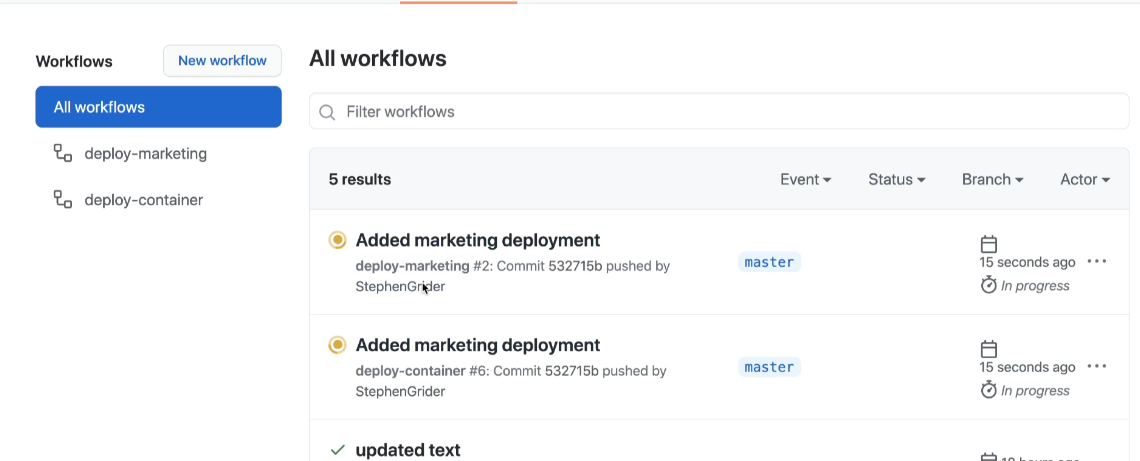 Workflows
New workflow
All workflows
deploy-marketing
deploy-container
All workflows
Filter workflows
5 results
Event
Status
Branch
Actor
Added marketing deployment
deploy-marketing #2: Commit 532715b pushed by
StephenGrider
master
15 seconds ago
In progress
Added marketing deployment
deploy-container #6: Commit 532715b pushed by
StephenGrider
master
15 seconds ago
In progress
updated text